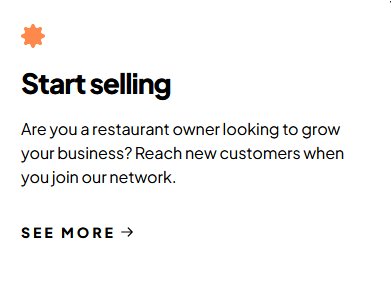 Start selling
Are you a restaurant owner looking to grow
your business? Reach new customers when
you join our network.
SEE MORE →